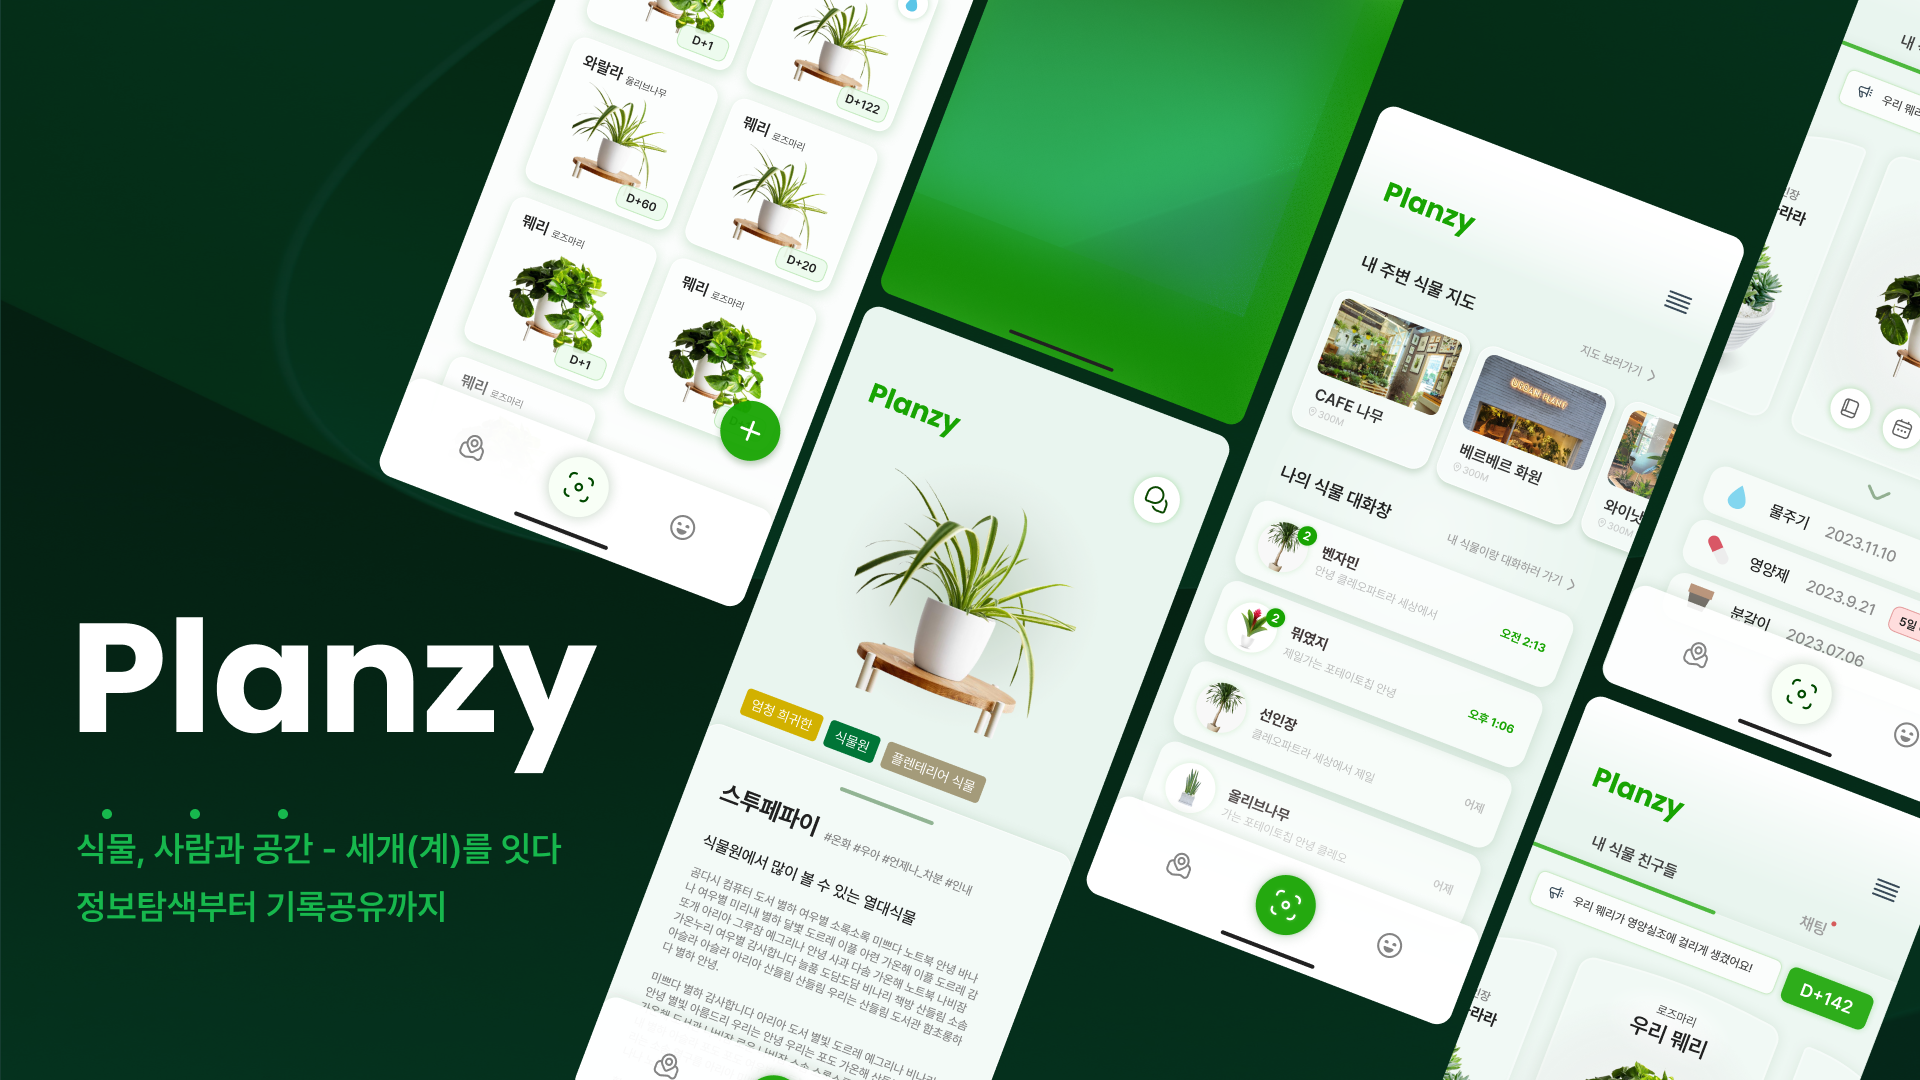 Planzy
식물, 사람과 공간 - 세개(계)를 잇다
정보탐색부터 기록공유까지
D+1
D+122
와랄라 올리브나무
D+60
뭬리 로즈마리
D+20
뭬리 로즈마리
D+1
뭬리 로즈마리
뭬리 로즈마리
Planzy
엄청 희귀한
식물원
플렌테리어 식물
스투페파이 #온화 #우아 #언제나_차분 #인내
식물원에서 많이 볼 수 있는 열대식물
곰다시 컴퓨터 도서 별하 여우별 소록소록 미쁘다 노트북 안녕 바나
나 여우별 미리내 별하 달볓 도르레 이플 아련 가온해 이플 도르레 감
또개 아리아 그루잠 예그리나 안녕 사과 다솜 가온해 노트북 나비잠
가온누리 여우별 감사합니다 늘품 도담도담 비나리 책방 산들림 소솜
아슬라 아슬라 아리아 산들림 산들림 우리는 산들림 도서관 함초롱하
다 별하 안녕.
미쁘다 별하 감사합니다 아리아 도서 별빛 도르레 예그리나 비나리
안녕 별빛 아름드리 우리는 안녕 우리는 포도 가온해
Planzy
내 주변 식물 지도
지도 보러가기
CAFE 나무
300M
URBAN PLANT
베르베르 화원
300M
와이낫
300M
나의 식물 대화창
내 식물이랑 대화하러 가기
2
벤자민
안녕 클레오파트라 세상에서
오전 2:13
2
뭐였지
제일가는 포테이토칩 안녕
오후 1:06
선인장
클레오파트라 세상에서 제일
어제
올리브나무
가는 포테이토칩 안녕 클레오
어제
내
우리 뭬리
인장
라라
물주기 2023.11.10
영양제 2023.9.21
5일
분갈이 2023.07.06
Planzy
내 식물 친구들
채팅
우리 뭬리가 영양실조에 걸리게 생겼어요!
D+142
인장
라라
로즈마리
우리 뭬리